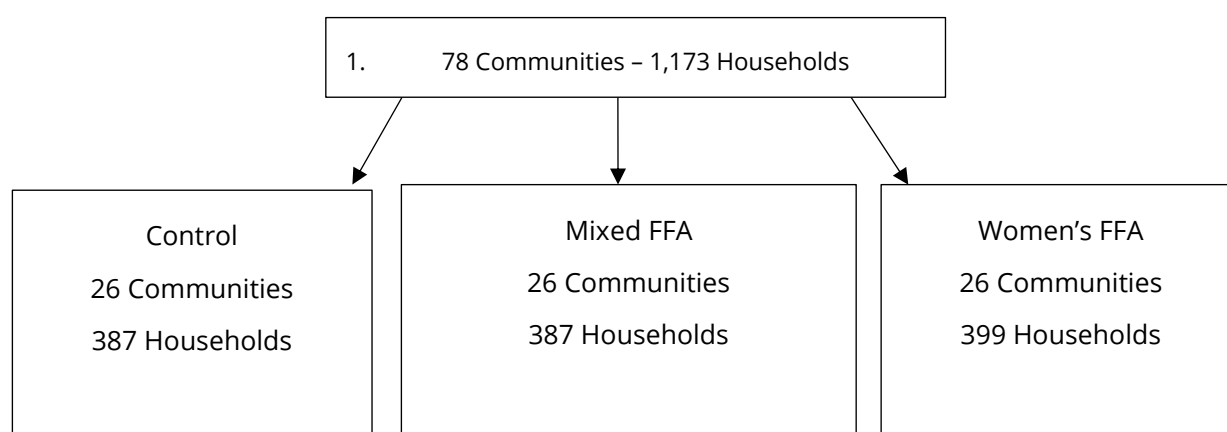 1. 78 Communities – 1,173 Households
Control
26 Communities
387 Households
Mixed FFA
26 Communities
387 Households
Women’s FFA
26 Communities
399 Households